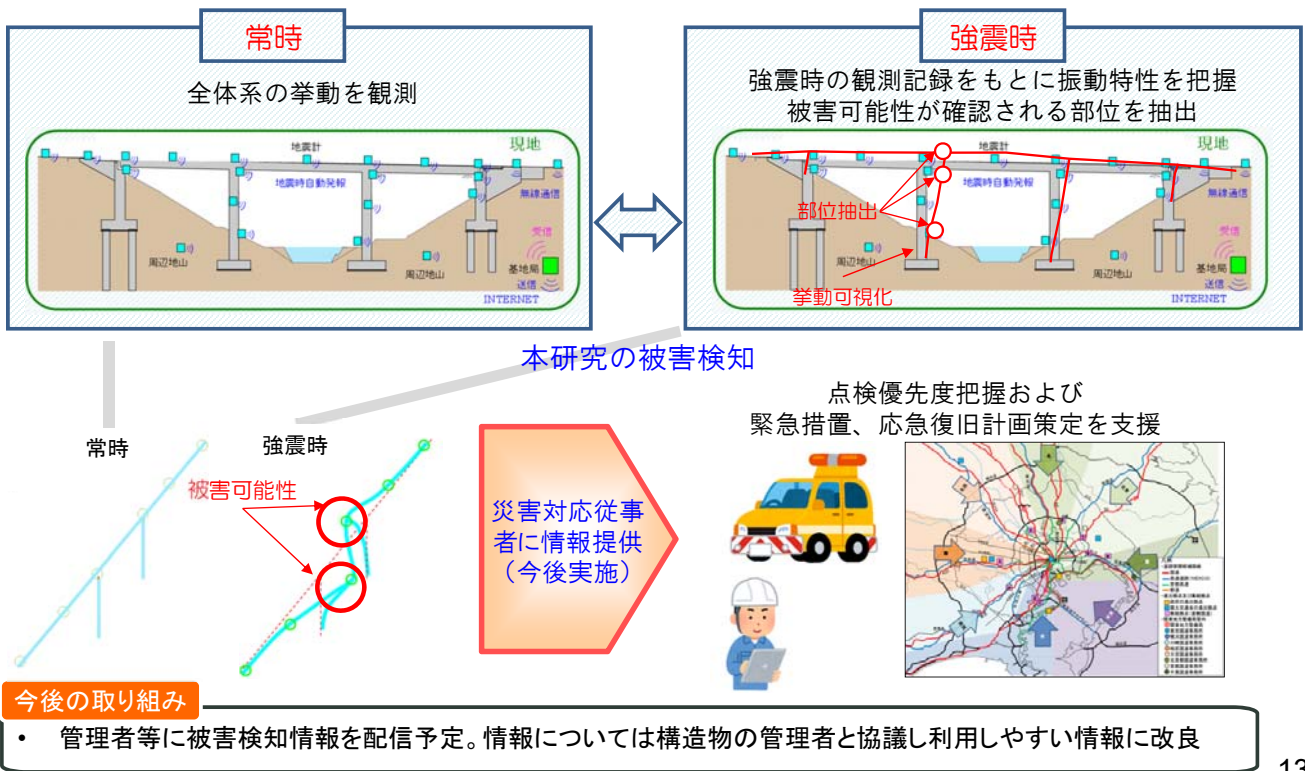 常時
全体系の挙動を観測
地震計
現地
地震時自動発報
無線通信
受信
周辺地山
周辺地山
基地局
送信
INTERNET
強震時
強震時の観測記録をもとに振動特性を把握
被害可能性が確認される部位を抽出
地震計
現地
地震時自動発報
無線通信
部位抽出
受信
周辺地山
周辺地山
基地局
送信
挙動可視化
INTERNET
本研究の被害検知
常時
強震時
被害可能性
災害対応従事
者に情報提供
（今後実施）
点検優先度把握および
緊急措置、応急復旧計画策定を支援
今後の取り組み
• 管理者等に被害検知情報を配信予定。情報については構造物の管理者と協議し利用しやすい情報に改良
13